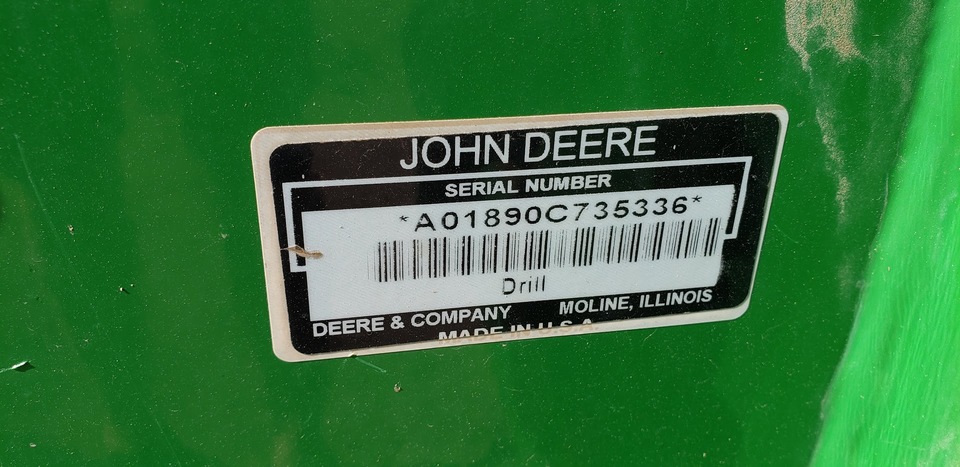 JOHN DEERE
SERIAL NUMBER
*A01890C735336*
Drill
DEERE & COMPANY MOLINE, ILLINOIS
MADE IN U.S.A.